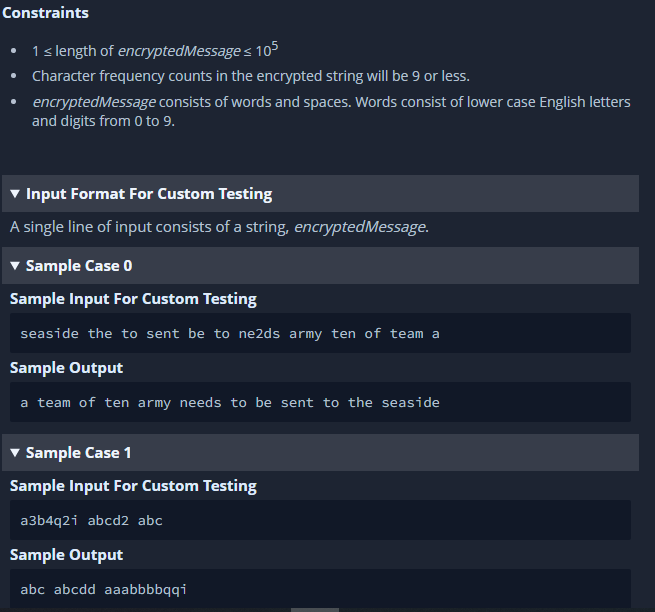 Constraints
• 1 ≤ length of encryptedMessage ≤ 10⁵
• Character frequency counts in the encrypted string will be 9 or less.
• encryptedMessage consists of words and spaces. Words consist of lower case English letters
and digits from 0 to 9.
▼ Input Format For Custom Testing
A single line of input consists of a string, encryptedMessage.
▼ Sample Case 0
Sample Input For Custom Testing
seaside the to sent be to ne2ds army ten of team a
Sample Output
a team of ten army needs to be sent to the seaside
▼ Sample Case 1
Sample Input For Custom Testing
a3b4q2i abcd2 abc
Sample Output
abc abcdd aaabbbbqqi